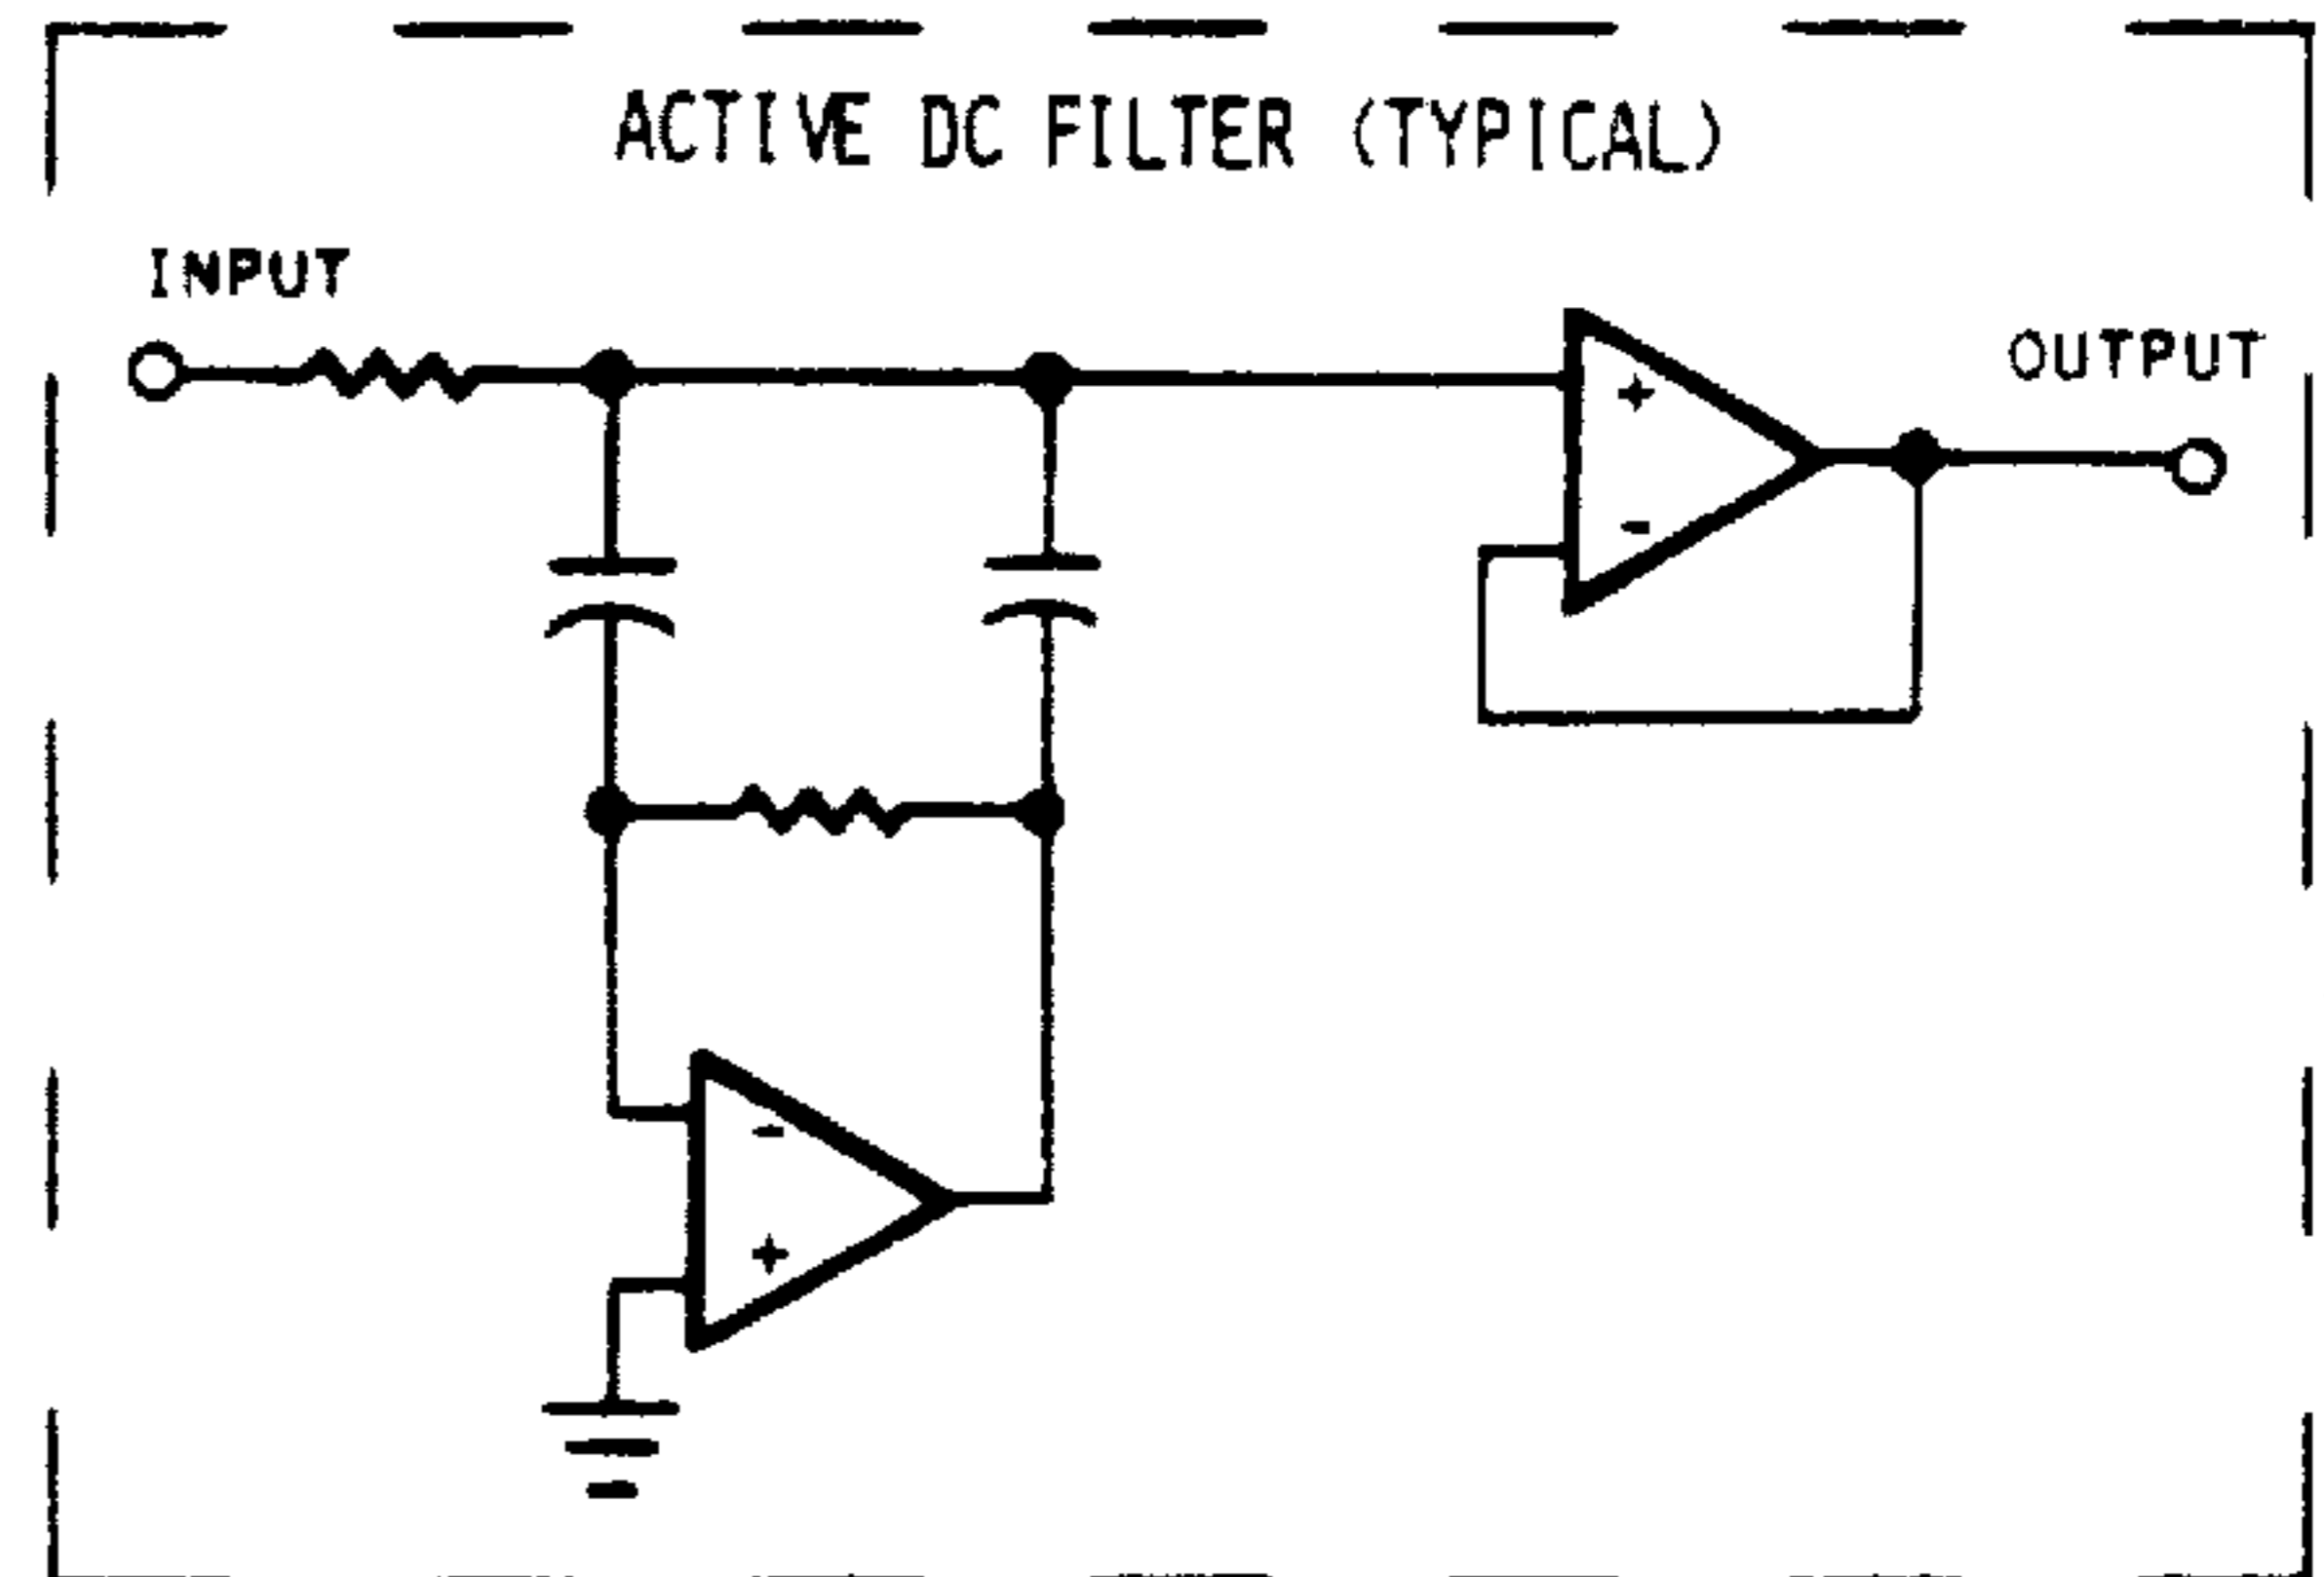 ACTIVE DC FILTER (TYPICAL)
INPUT
OUTPUT
+
-
-
+